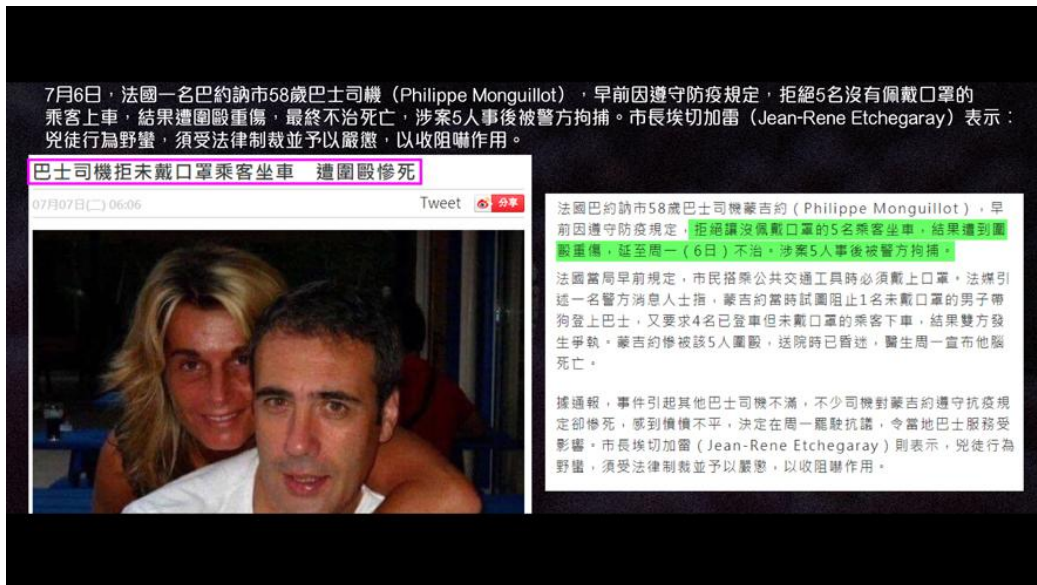 7月6日，法國一名巴約訥市58歲巴士司機（Philippe Monguillot），早前因遵守防疫規定，拒絕5名沒有佩戴口罩的
乘客上車，結果遭圍毆重傷，最終不治死亡，涉案5人事後被警方拘捕。市長埃切加雷（Jean-Rene Etchegaray）表示：
兇徒行為野蠻，須受法律制裁並予以嚴懲，以收阻嚇作用。
巴士司機拒未戴口罩乘客坐車　遭圍毆慘死
07月07日(二) 06:06
Tweet
分享
法國巴約訥市58歲巴士司機蒙吉約（Philippe Monguillot），早
前因遵守防疫規定，拒絕讓沒佩戴口罩的5名乘客坐車，結果遭到圍
毆重傷，延至周一（6日）不治。涉案5人事後被警方拘捕。
法國當局早前規定，市民搭乘公共交通工具時必須戴上口罩。法媒引
述一名警方消息人士指，蒙吉約當時試圖阻止1名未戴口罩的男子帶
狗登上巴士，又要求4名已登車但未戴口罩的乘客下車，結果雙方發
生爭執。蒙吉約慘被該5人圍毆，送院時已昏迷，醫生周一宣布他腦
死亡。
據通報，事件引起其他巴士司機不滿，不少司機對蒙吉約遵守抗疫規
定卻慘死，感到憤憤不平，決定在周一罷駛抗議，令當地巴士服務受
影響。市長埃切加雷（Jean-Rene Etchegaray）則表示，兇徒行為
野蠻，須受法律制裁並予以嚴懲，以收阻嚇作用。